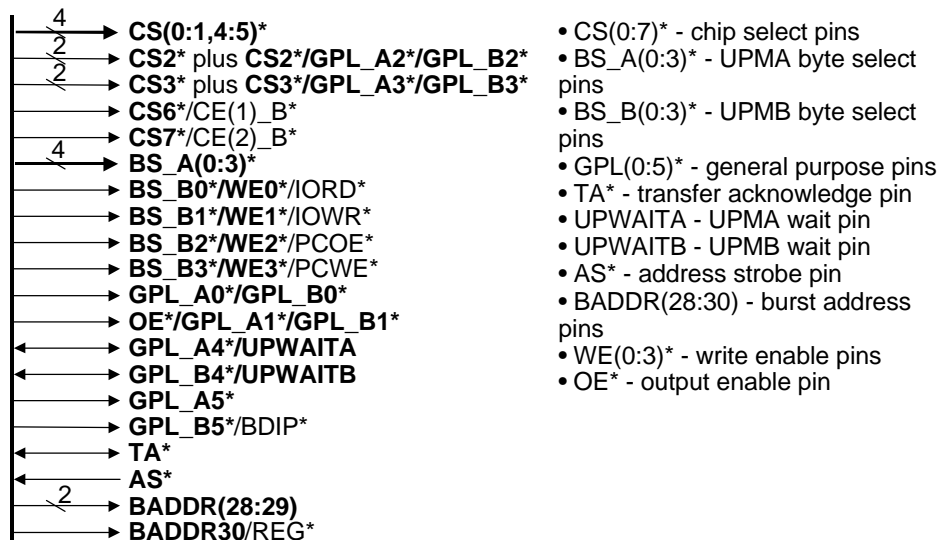 4
CS(0:1,4:5)*
2
CS2* plus CS2*/GPL_A2*/GPL_B2*
2
CS3* plus CS3*/GPL_A3*/GPL_B3*
CS6*/CE(1)_B*
CS7*/CE(2)_B*
4
BS_A(0:3)*
BS_B0*/WE0*/IORD*
BS_B1*/WE1*/IOWR*
BS_B2*/WE2*/PCOE*
BS_B3*/WE3*/PCWE*
GPL_A0*/GPL_B0*
OE*/GPL_A1*/GPL_B1*
GPL_A4*/UPWAITA
GPL_B4*/UPWAITB
GPL_A5*
GPL_B5*/BDIP*
TA*
AS*
2
BADDR(28:29)
BADDR30/REG*
• CS(0:7)* - chip select pins
• BS_A(0:3)* - UPMA byte select
pins
• BS_B(0:3)* - UPMB byte select
pins
• GPL(0:5)* - general purpose pins
• TA* - transfer acknowledge pin
• UPWAITA - UPMA wait pin
• UPWAITB - UPMB wait pin
• AS* - address strobe pin
• BADDR(28:30) - burst address
pins
• WE(0:3)* - write enable pins
• OE* - output enable pin